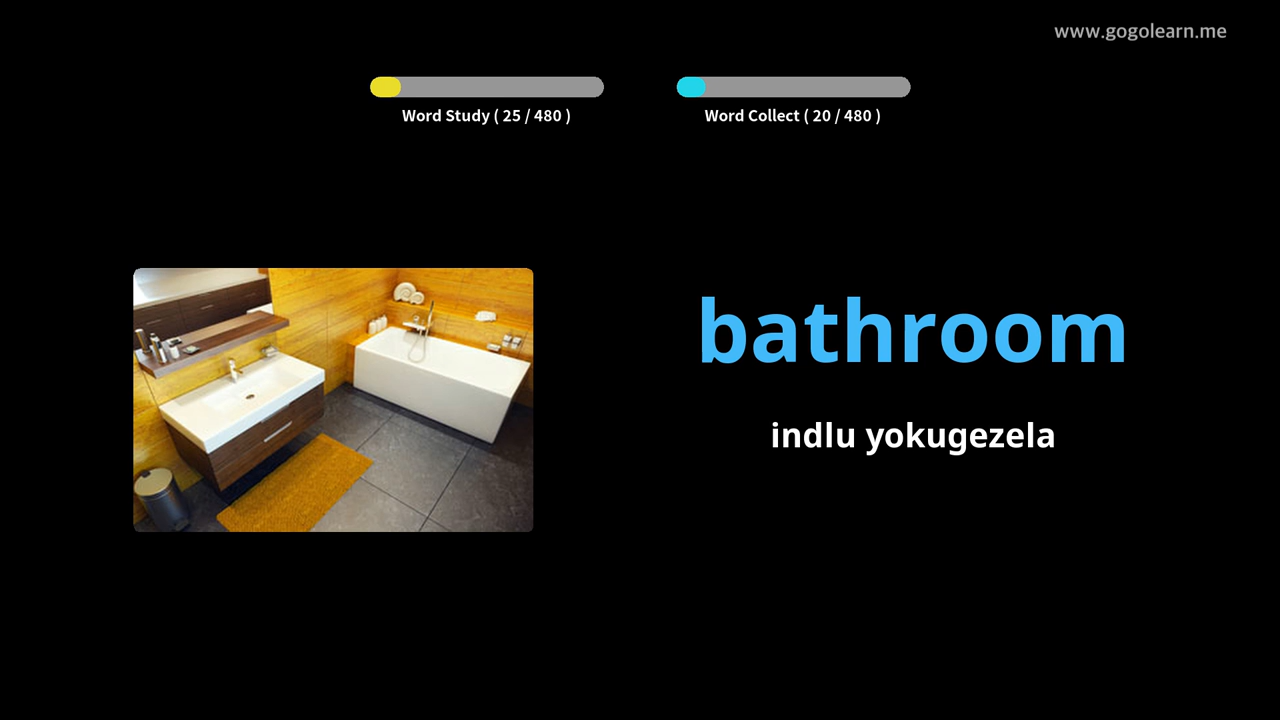 www.gogolearn.me
Word Study ( 25 / 480 )
Word Collect ( 20 / 480 )
bathroom
indlu yokugezela